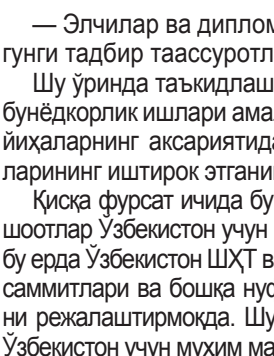 — Элчилар ва диплом
гунги тадбир таассуротл
Шу ўринда таъкидлаш
бунёдкорлик ишлари ама
йиҳаларнинг аксариятида
ларининг иштирок этгани
Қисқа фурсат ичида бу
шоотлар Ўзбекистон учун
бу ерда Ўзбекистон ШҲТ в
саммитлари ва бошқа нуф
ни режалаштирмоқда. Шу
Ўзбекистон учун муҳим ма